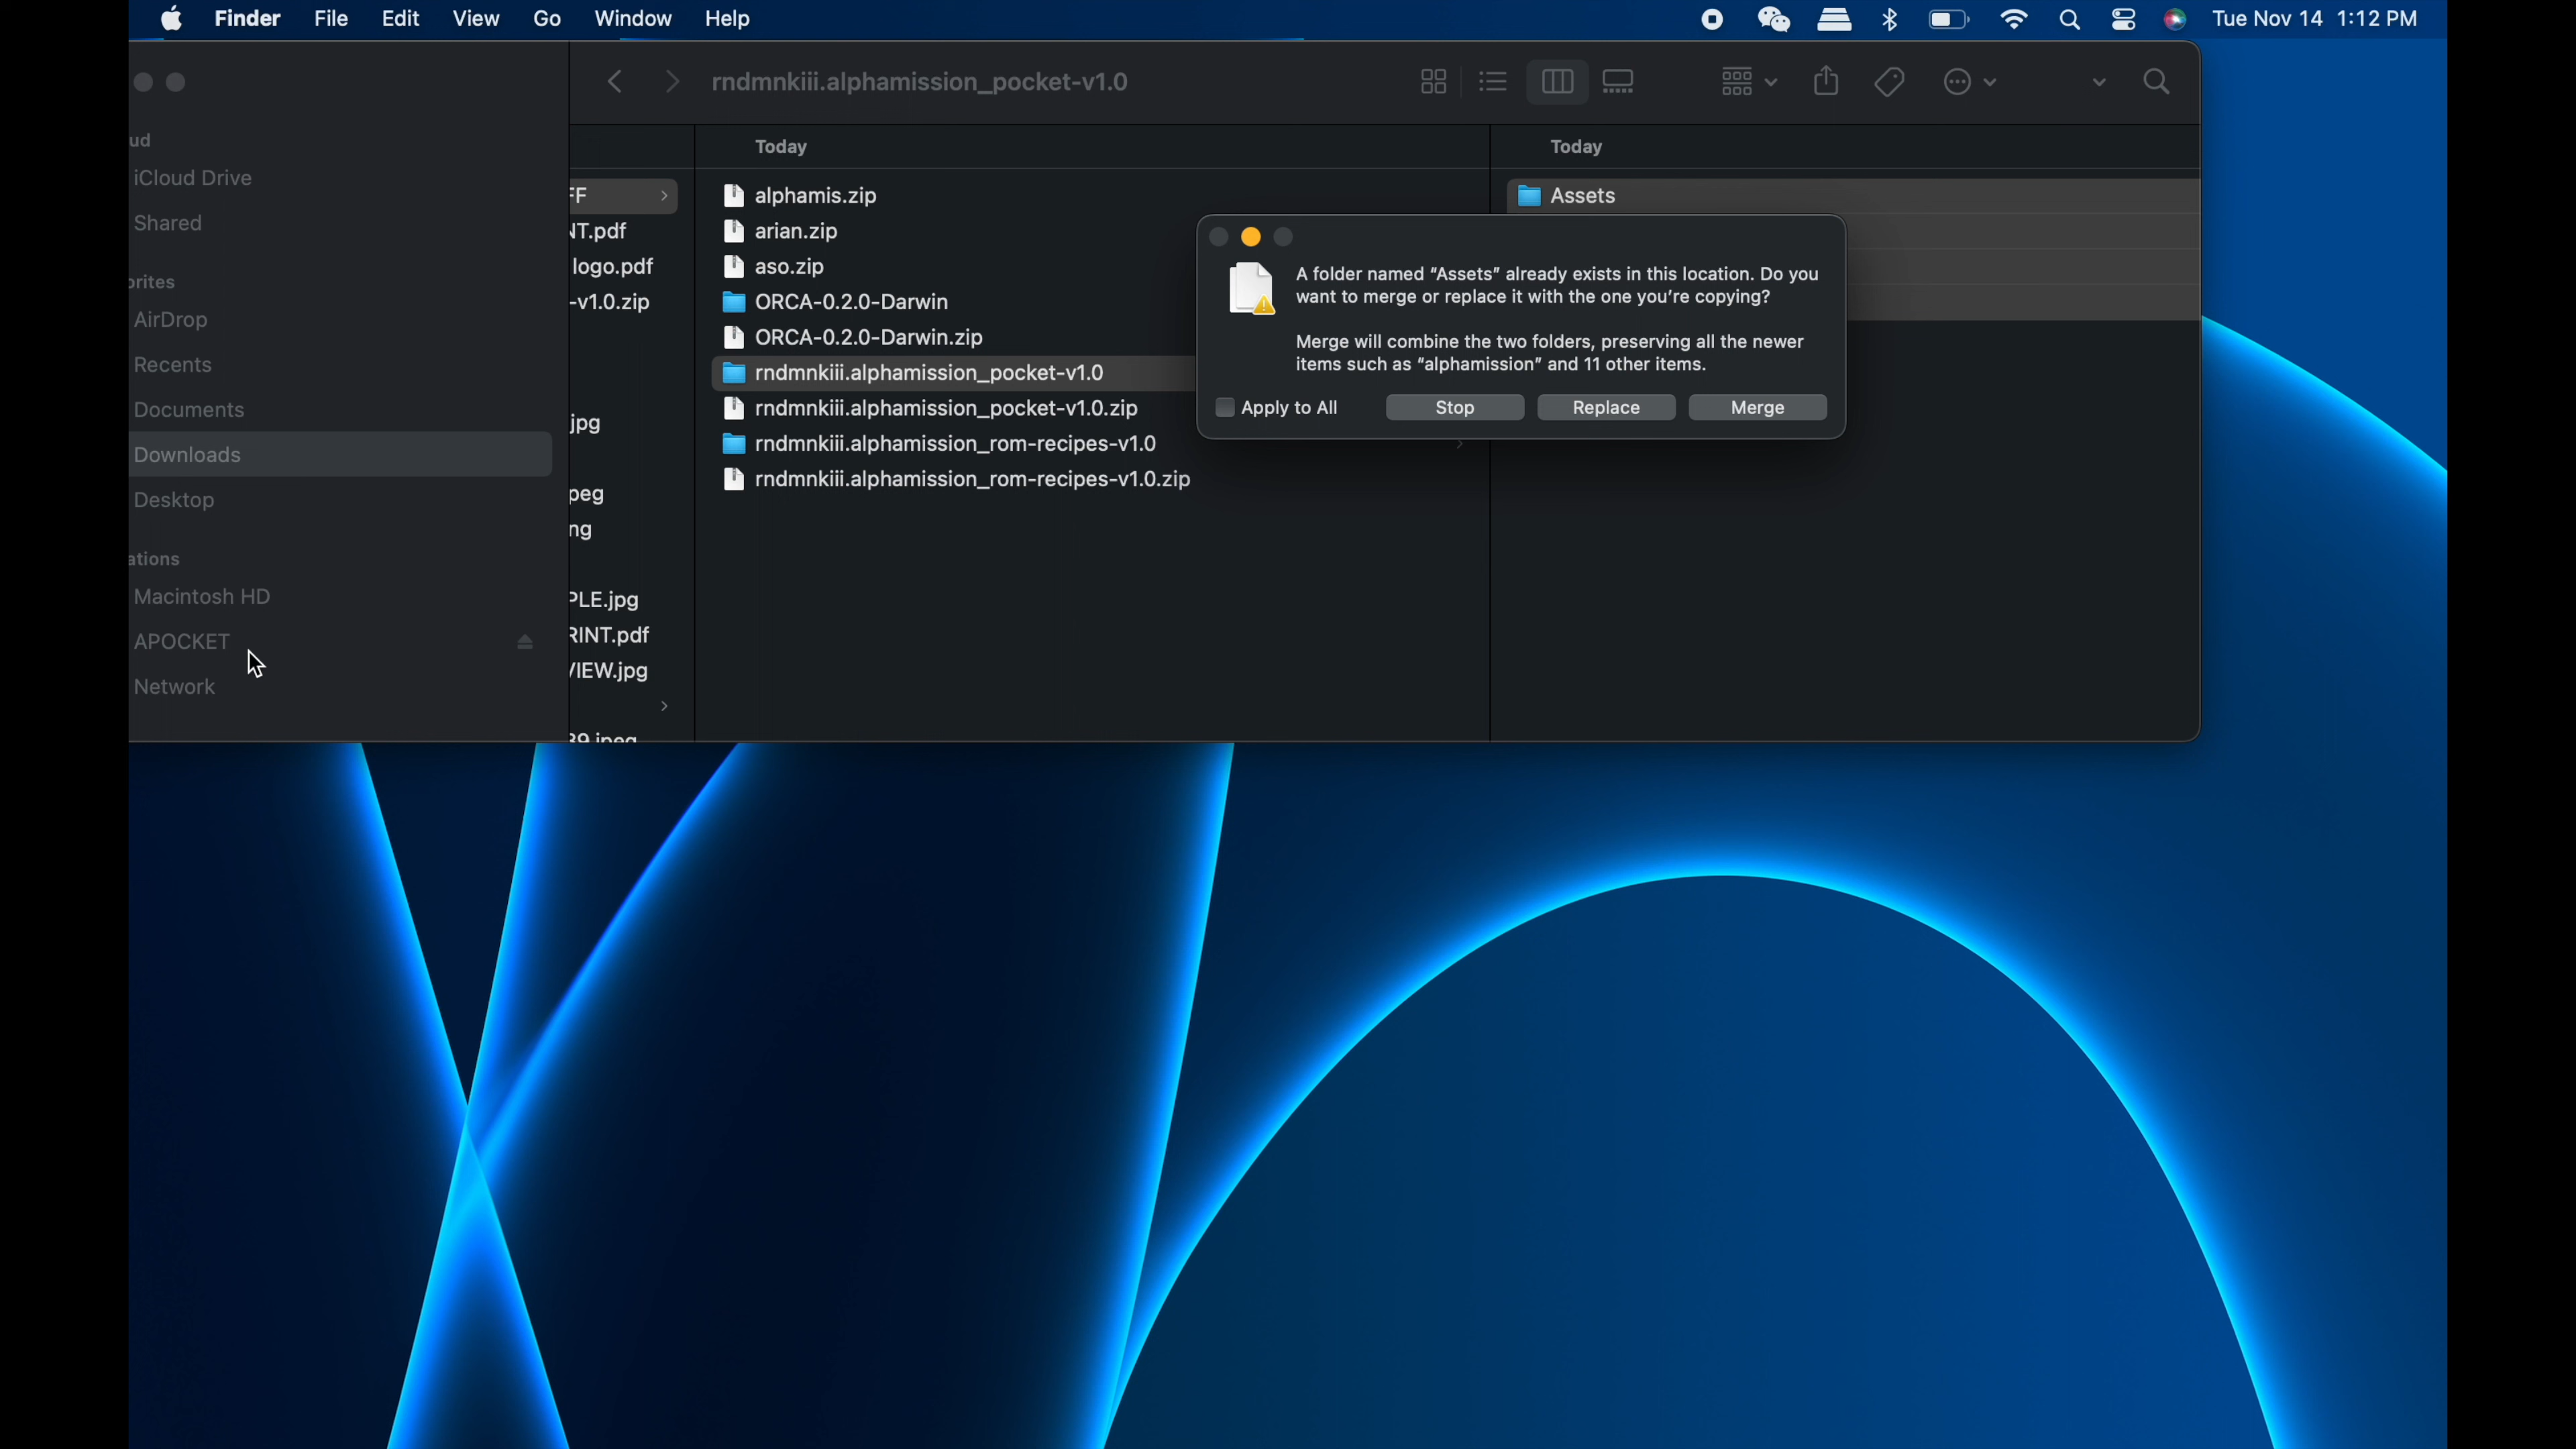 Finder File Edit View Go Window Help Tue Nov 14 1:12 PM
rndmnkiii.alphamission_pocket-v1.0
ud
iCloud Drive
Shared
orites
AirDrop
Recents
Documents
Downloads
Desktop
ations
Macintosh HD
APOCKET
Network
FF
NT.pdf
logo.pdf
-v1.0.zip
jpg
peg
ng
PLE.jpg
RINT.pdf
VIEW.jpg
39.jpeg
Today
alphamis.zip
arian.zip
aso.zip
ORCA-0.2.0-Darwin
ORCA-0.2.0-Darwin.zip
rndmnkiii.alphamission_pocket-v1.0
rndmnkiii.alphamission_pocket-v1.0.zip
rndmnkiii.alphamission_rom-recipes-v1.0
rndmnkiii.alphamission_rom-recipes-v1.0.zip
Today
Assets
A folder named “Assets” already exists in this location. Do you
want to merge or replace it with the one you’re copying?
Merge will combine the two folders, preserving all the newer
items such as “alphamission” and 11 other items.
Apply to All Stop Replace Merge